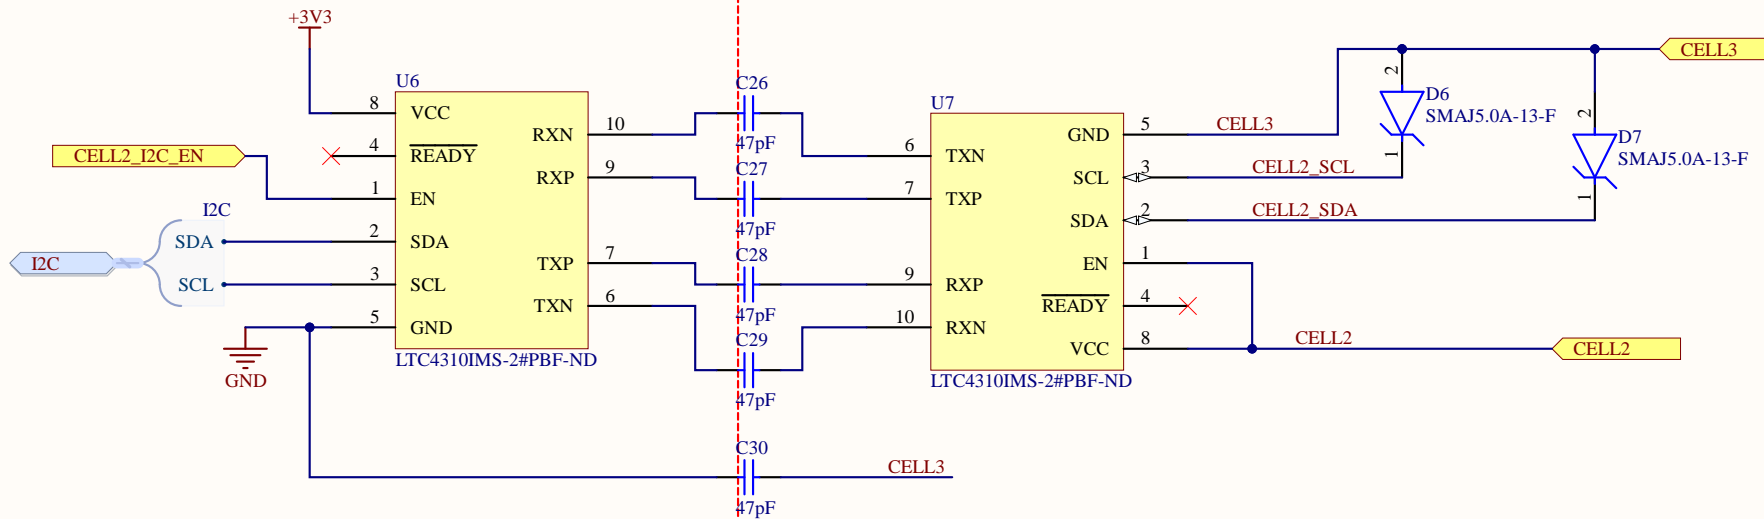 +3V3
U6
8
VCC
4
READY
1
EN
2
SDA
3
SCL
5
GND
RXN
10
RXP
9
TXP
7
TXN
6
LTC4310IMS-2#PBF-ND
CELL2_I2C_EN
I2C
SDA
SCL
I2C
GND
C26
47pF
C27
47pF
C28
47pF
C29
47pF
C30
47pF
CELL3
U7
6
TXN
7
TXP
9
RXP
10
RXN
GND
5
SCL
3
SDA
2
EN
1
READY
4
VCC
8
LTC4310IMS-2#PBF-ND
CELL3
CELL2_SCL
CELL2_SDA
CELL2
CELL2
CELL3
2
D6
SMAJ5.0A-13-F
1
2
D7
SMAJ5.0A-13-F
1